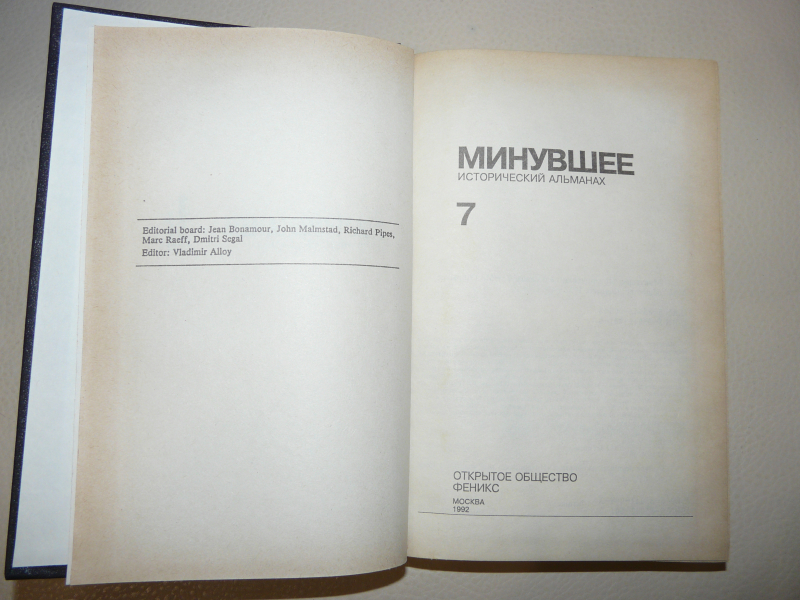 Editorial board: Jean Bonamour, John Malmstad, Richard Pipes,
Marc Raeff, Dmitri Segal
Editor: Vladimir Alloy
МИНУВШЕЕ
ИСТОРИЧЕСКИЙ АЛЬМАНАХ
7
ОТКРЫТОЕ ОБЩЕСТВО
ФЕНИКС
МОСКВА
1992